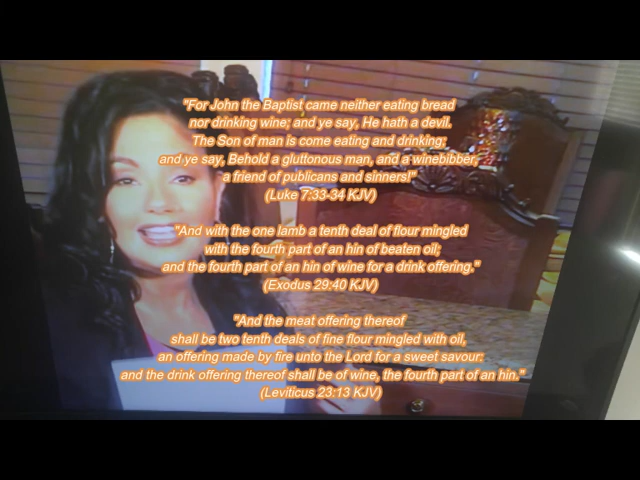 "For John the Baptist came neither eating bread
nor drinking wine; and ye say, He hath a devil.
The Son of man is come eating and drinking;
and ye say, Behold a gluttonous man, and a winebibber,
a friend of publicans and sinners!"
(Luke 7:33-34 KJV)
"And with the one lamb a tenth deal of flour mingled
with the fourth part of an hin of beaten oil;
and the fourth part of an hin of wine for a drink offering."
(Exodus 29:40 KJV)
"And the meat offering thereof
shall be two tenth deals of fine flour mingled with oil,
an offering made by fire unto the Lord for a sweet savour:
and the drink offering thereof shall be of wine, the fourth part of an hin."
(Leviticus 23:13 KJV)